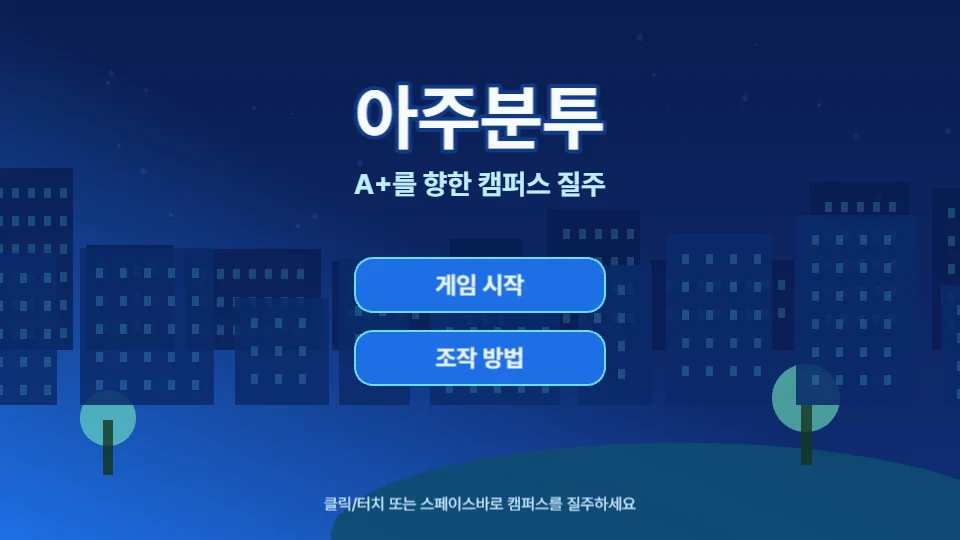 아주분투
A+를 향한 캠퍼스 질주
게임 시작
조작 방법
클릭/터치 또는 스페이스바로 캠퍼스를 질주하세요